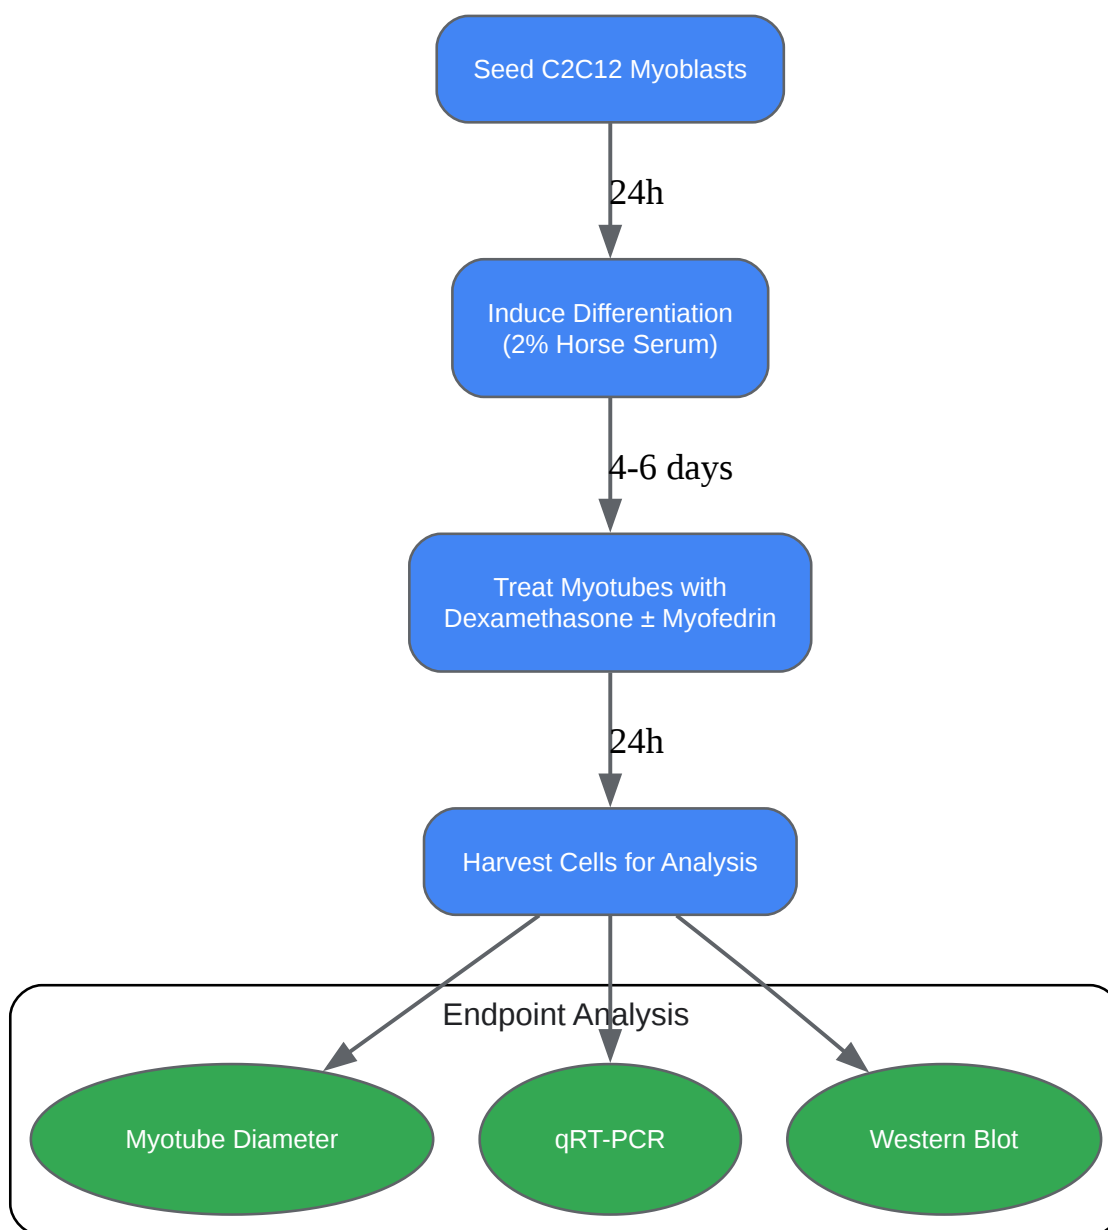 Seed C2C12 Myoblasts
24h
Induce Differentiation
(2% Horse Serum)
4-6 days
Treat Myotubes with
Dexamethasone ± Myofedrin
24h
Harvest Cells for Analysis
Endpoint Analysis
Myotube Diameter
qRT-PCR
Western Blot